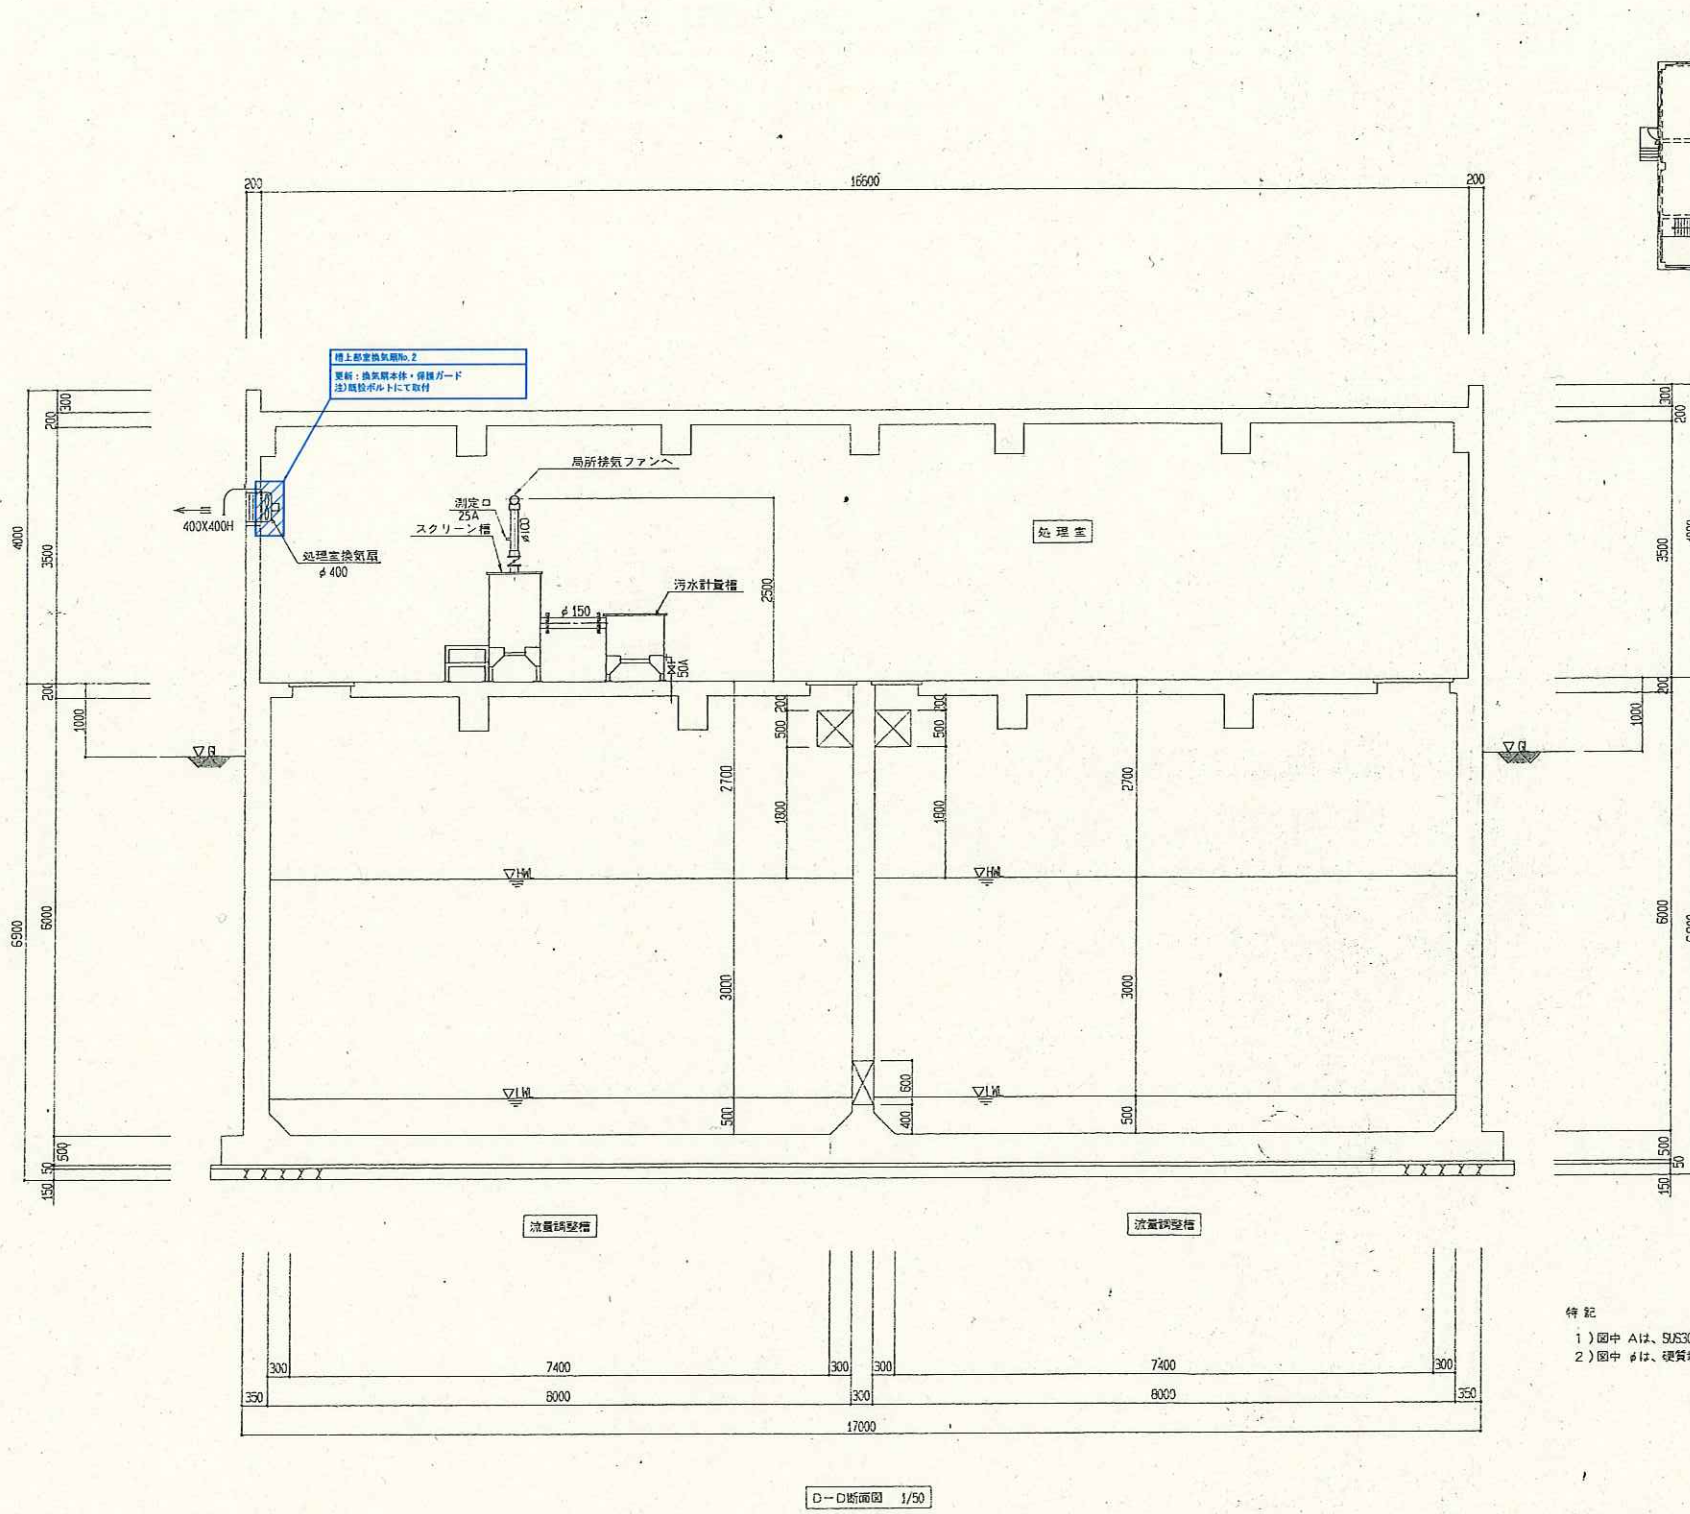 200
16600
200
槽上部室換気扇No.2
更新：換気扇本体・保護ガード
注)既設ボルトにて取付
300
200
4000
3500
400X400H
処理室換気扇
φ400
局所排気ファンへ
測定口
25A
スクリーン槽
φ100
汚水計量槽
φ150
50A
2500
処理室
300
200
3500
200
1000
▽GL
200
500
1800
2700
200
500
1800
2700
200
1000
▽GL
▽HWL
▽HWL
6900
6000
3000
3000
6000
▽LWL
▽LWL
500
600
400
500
50
150
500
50
150
流量調整槽
流量調整槽
300
7400
300
300
7400
300
350
8000
300
8000
350
17000
特記
1）図中 Aは、SUS30
2）図中 φは、硬質
D－D断面図 1/50